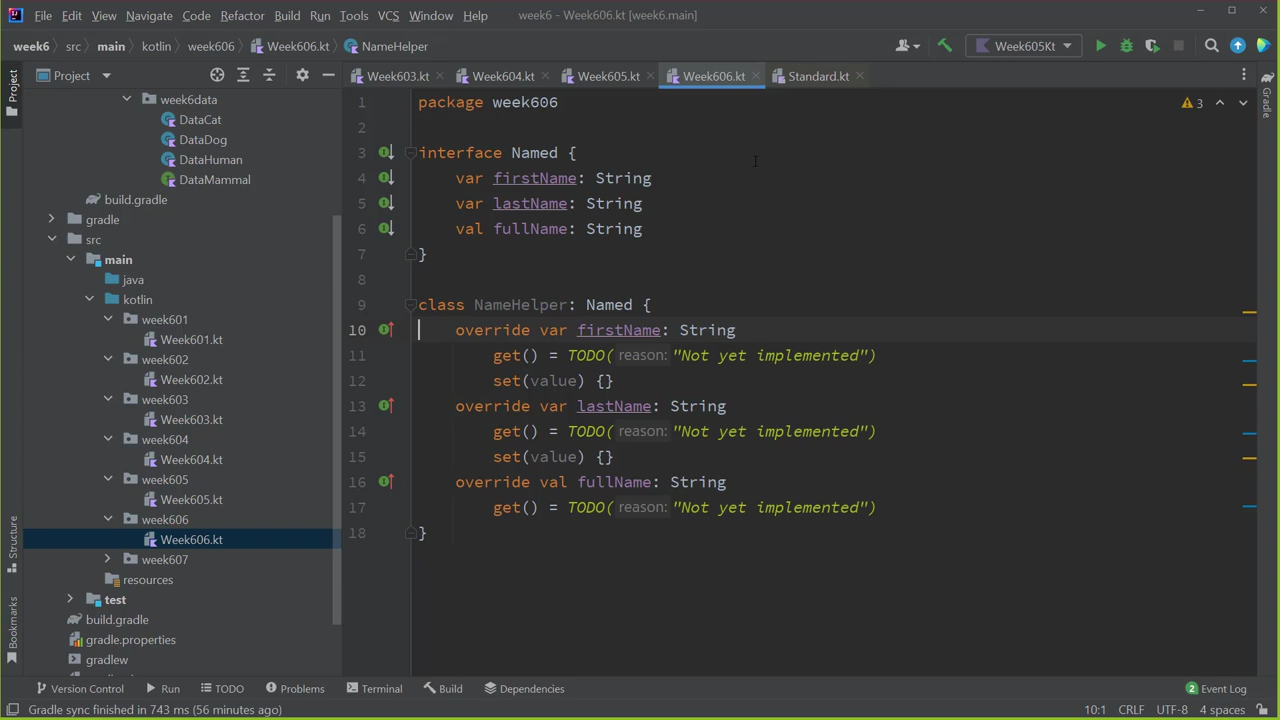 File Edit View Navigate Code Refactor Build Run Tools VCS Window Help week6 - Week606.kt [week6.main]
week6 src main kotlin week606 Week606.kt NameHelper Week605Kt
Project Week603.kt Week604.kt Week605.kt Week606.kt Standard.kt
Project
Structure
Bookmarks
Gradle
week6data
DataCat
DataDog
DataHuman
DataMammal
build.gradle
gradle
src
main
java
kotlin
week601
Week601.kt
week602
Week602.kt
week603
Week603.kt
week604
Week604.kt
week605
Week605.kt
week606
Week606.kt
week607
resources
test
build.gradle
gradle.properties
gradlew
3
1 package week606
2
3 interface Named {
4 var firstName: String
5 var lastName: String
6 val fullName: String
7 }
8
9 class NameHelper: Named {
10 override var firstName: String
11 get() = TODO( reason: "Not yet implemented")
12 set(value) {}
13 override var lastName: String
14 get() = TODO( reason: "Not yet implemented")
15 set(value) {}
16 override val fullName: String
17 get() = TODO( reason: "Not yet implemented")
18 }
Version Control Run TODO Problems Terminal Build Dependencies 2 Event Log
Gradle sync finished in 743 ms (56 minutes ago) 10:1 CRLF UTF-8 4 spaces